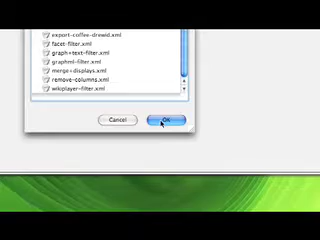 export-coffee-drewid.xml
facet-filter.xml
graph+text-filter.xml
graphml-filter.xml
merge+displays.xml
remove-columns.xml
wikiplayer-filter.xml
Cancel
OK